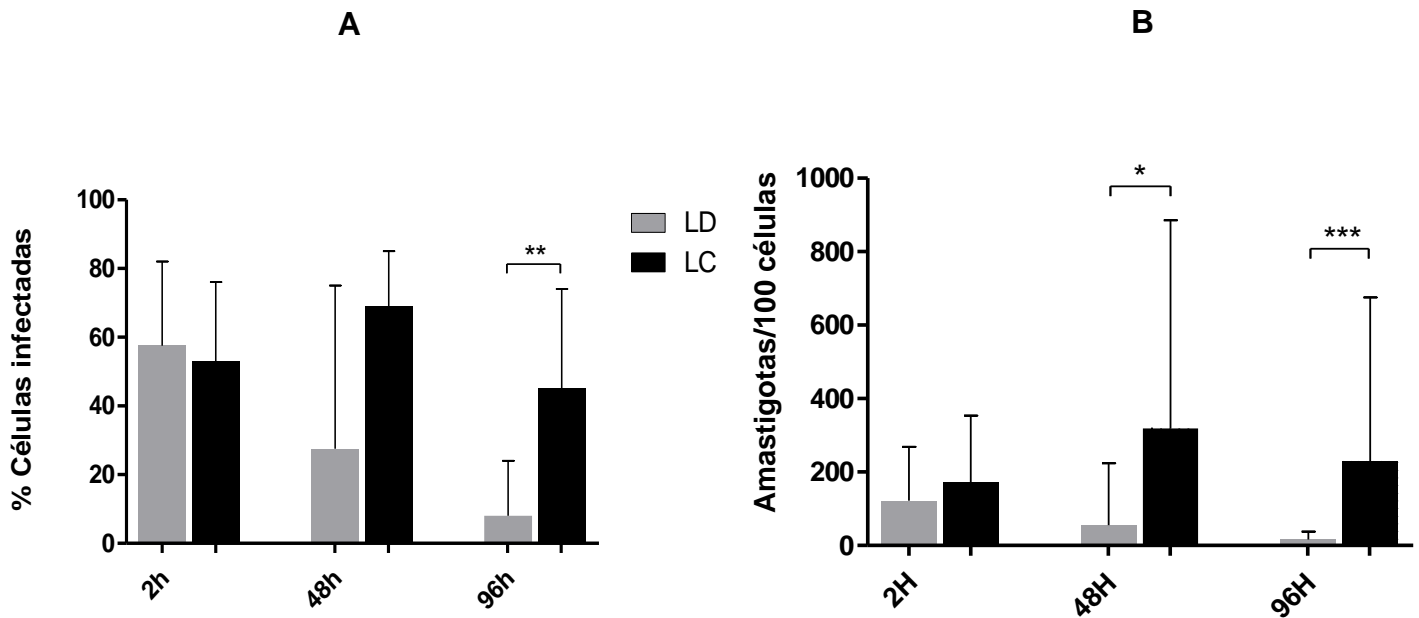 A
% Células infectadas
100
80
60
40
20
0
**
2h
48h
96h
LD
LC
B
Amastigotas/100 células
1000
800
600
400
200
0
*
***
2H
48H
96H